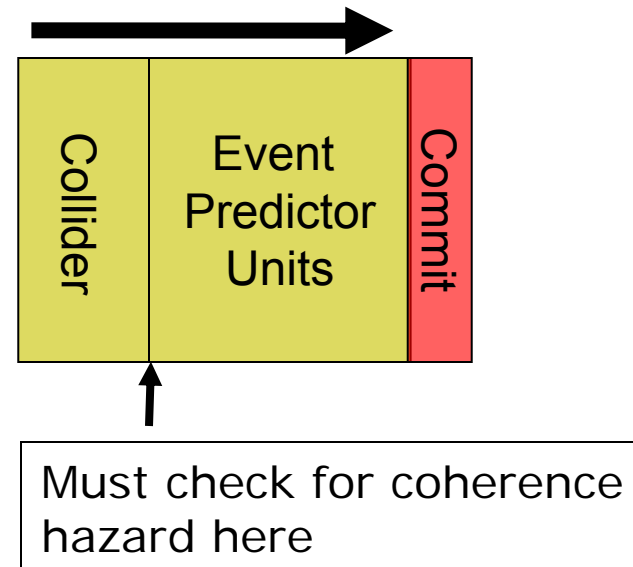 Collider
Event
Predictor
Units
Commit
Must check for coherence
hazard here